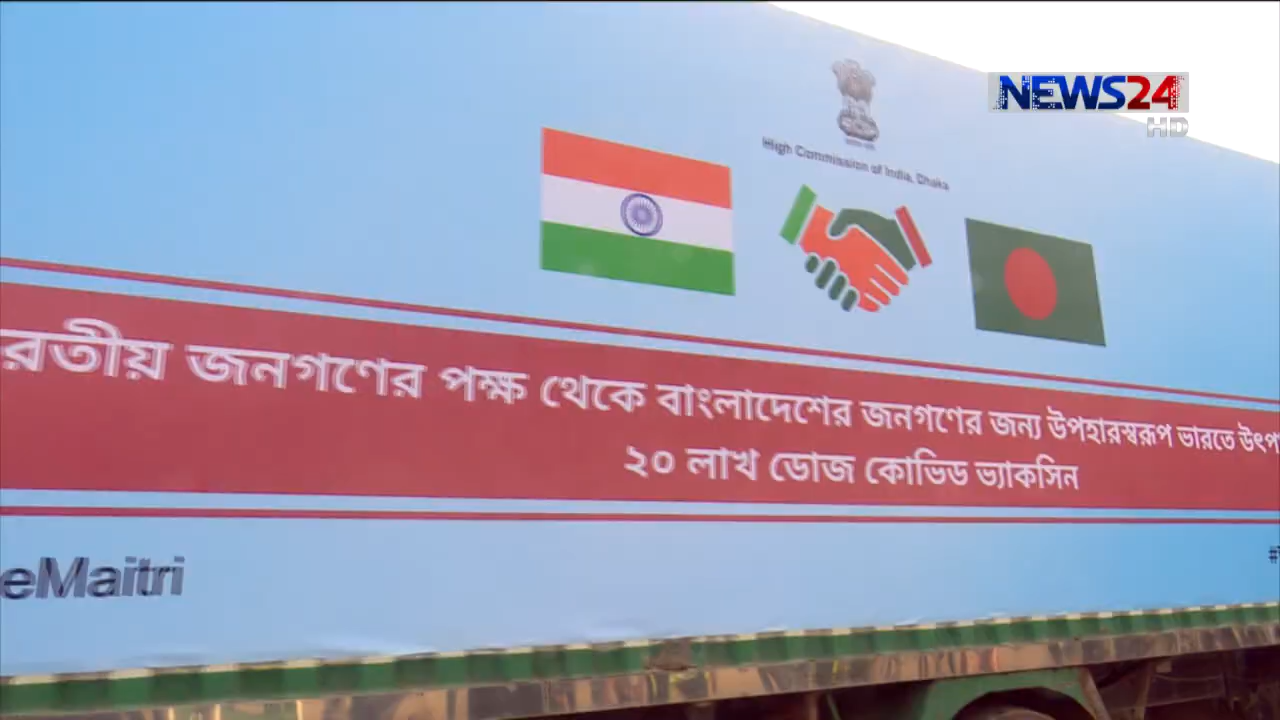 NEWS24
HD
High Commission of India, Dhaka
রতীয় জনগণের পক্ষ থেকে বাংলাদেশের জনগণের জন্য উপহারস্বরূপ ভারতে উৎপ
২০ লাখ ডোজ কোভিড ভ্যাকসিন
eMaitri
#